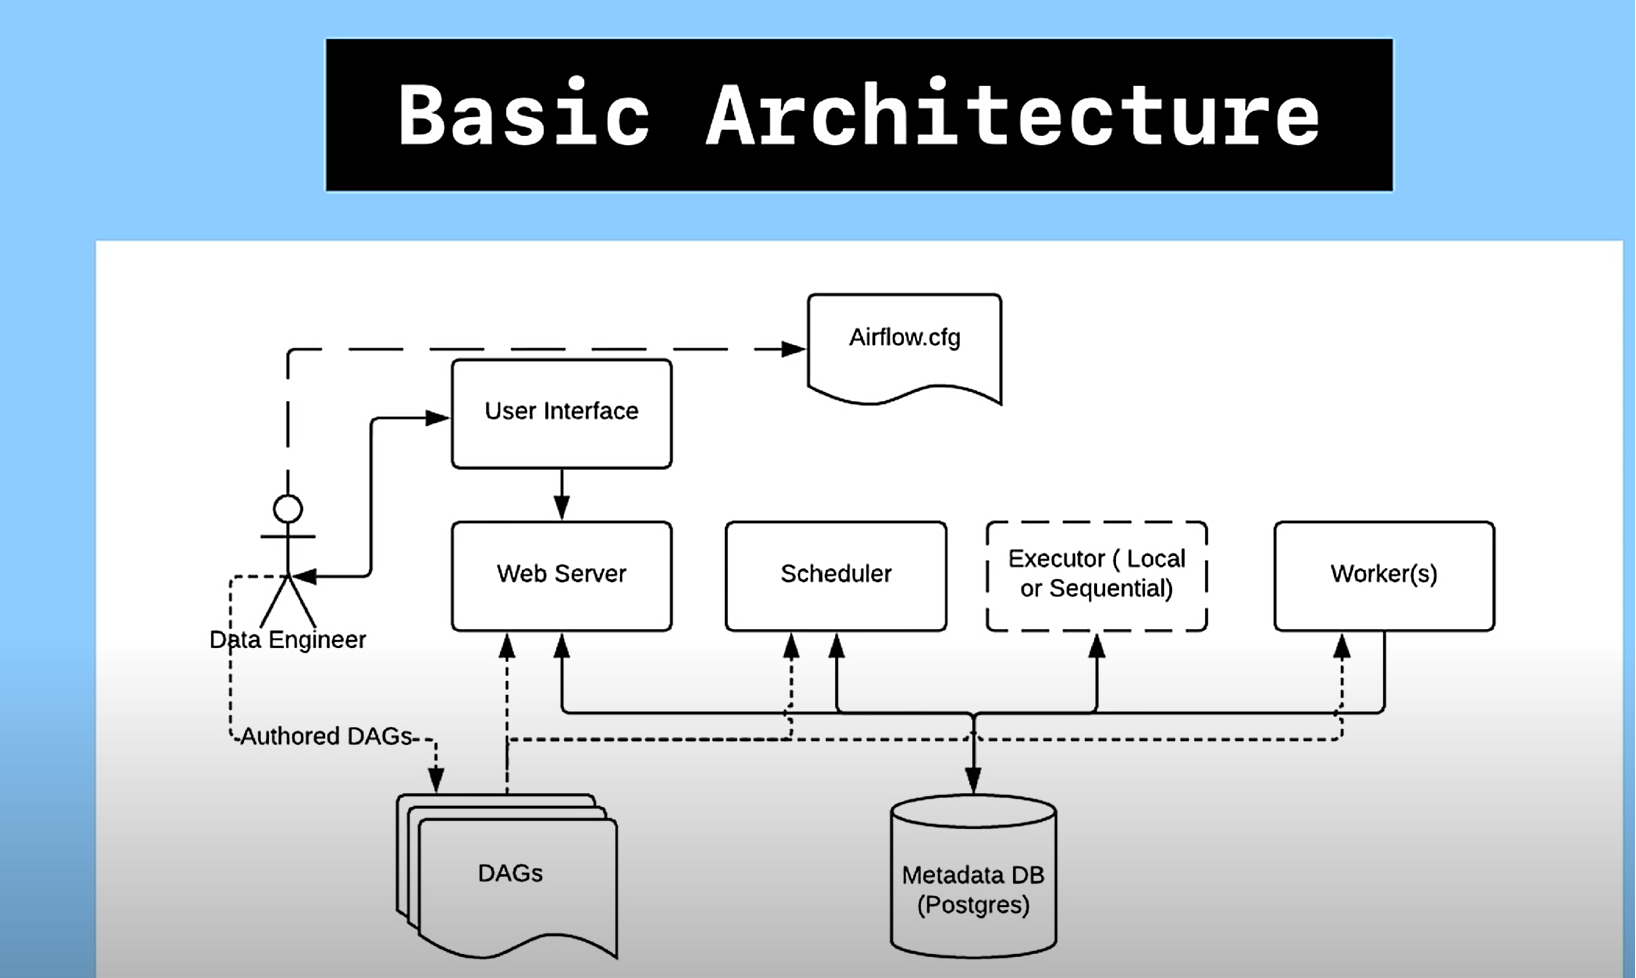 Basic Architecture
Airflow.cfg
User Interface
Web Server
Scheduler
Executor ( Local
or Sequential)
Worker(s)
Data Engineer
Authored DAGs
DAGs
Metadata DB
(Postgres)